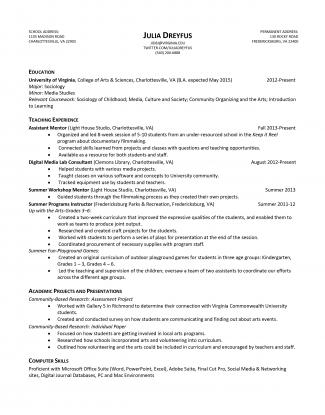 JULIA DREYFUS
SCHOOL ADDRESS:
1135 MADISON ROAD
CHARLOTTESVILLE, VA 22903
JDE@VIRGINIA.COM
TWITTER.COM/JULIADREYFUS
(540) 200-8888
PERMANENT ADDRESS:
130 ROCKY ROAD
FREDERICKSBURG, VA 22405
EDUCATION
University of Virginia, College of Arts & Sciences, Charlottesville, VA (B.A. expected May 2015) 2012-Present
Major: Sociology
Minor: Media Studies
Relevant Coursework: Sociology of Childhood; Media, Culture and Society; Community Organizing and the Arts; Introduction
to Learning
TEACHING EXPERIENCE
Assistant Mentor (Light House Studio, Charlottesville, VA) Fall 2013-Present
• Organized and led 6-week session of 5-10 students from an under-resourced school in the Keep It Reel
program about documentary filmmaking.
• Connected skills learned from projects and classes with questions and teaching opportunities.
• Available as a resource for both students and staff.
Digital Media Lab Consultant (Clemons Library, Charlottesville, VA) August 2012-Present
• Helped students with various media projects.
• Taught classes on various software and concepts to University community.
• Tracked equipment use by students and teachers.
Summer Workshop Mentor (Light House Studio, Charlottesville, VA) Summer 2013
• Guided students through the filmmaking process as they created their own projects.
Summer Programs Instructor (Fredericksburg Parks & Recreation, Fredericksburg, VA) Summer 2011-12
Up with the Arts-Grades 3-6:
• Created a two-week curriculum that improved the expressive qualities of the students, and enabled them to
work as teams to produce joint output.
• Researched and created craft projects for the students.
• Worked with students to perform a series of plays for presentation at the end of the session.
• Coordinated procurement of necessary supplies with program staff.
Summer Fun Playground Games:
• Created an original curriculum of outdoor playground games for students in three age groups: Kindergarten,
Grades 1 – 3, Grades 3-6.
• Led the teaching and supervision of the children; oversaw a team of two assistants to coordinate our efforts
across the different age groups.
ACADEMIC PROJECTS AND PRESENTATIONS
Community-Based Research: Assessment Project
• Worked with Gallery 5 in Richmond to determine their connection with Virginia Commonwealth University
students.
• Created and conducted survey on how students are communicating and finding out about arts events.
Community-Based Research: Individual Paper
• Focused on how students are getting involved in local arts programs.
• Researched how schools incorporated arts and volunteering into curriculum.
• Outlined how volunteering and the arts could be included in curriculum and encouraged by teachers and staff.
COMPUTER SKILLS
Proficient with Microsoft Office Suite (Word, PowerPoint, Excel), Adobe Suite, Final Cut Pro, Social Media & Networking
sites, Digital Journal Databases, PC and Mac Environments